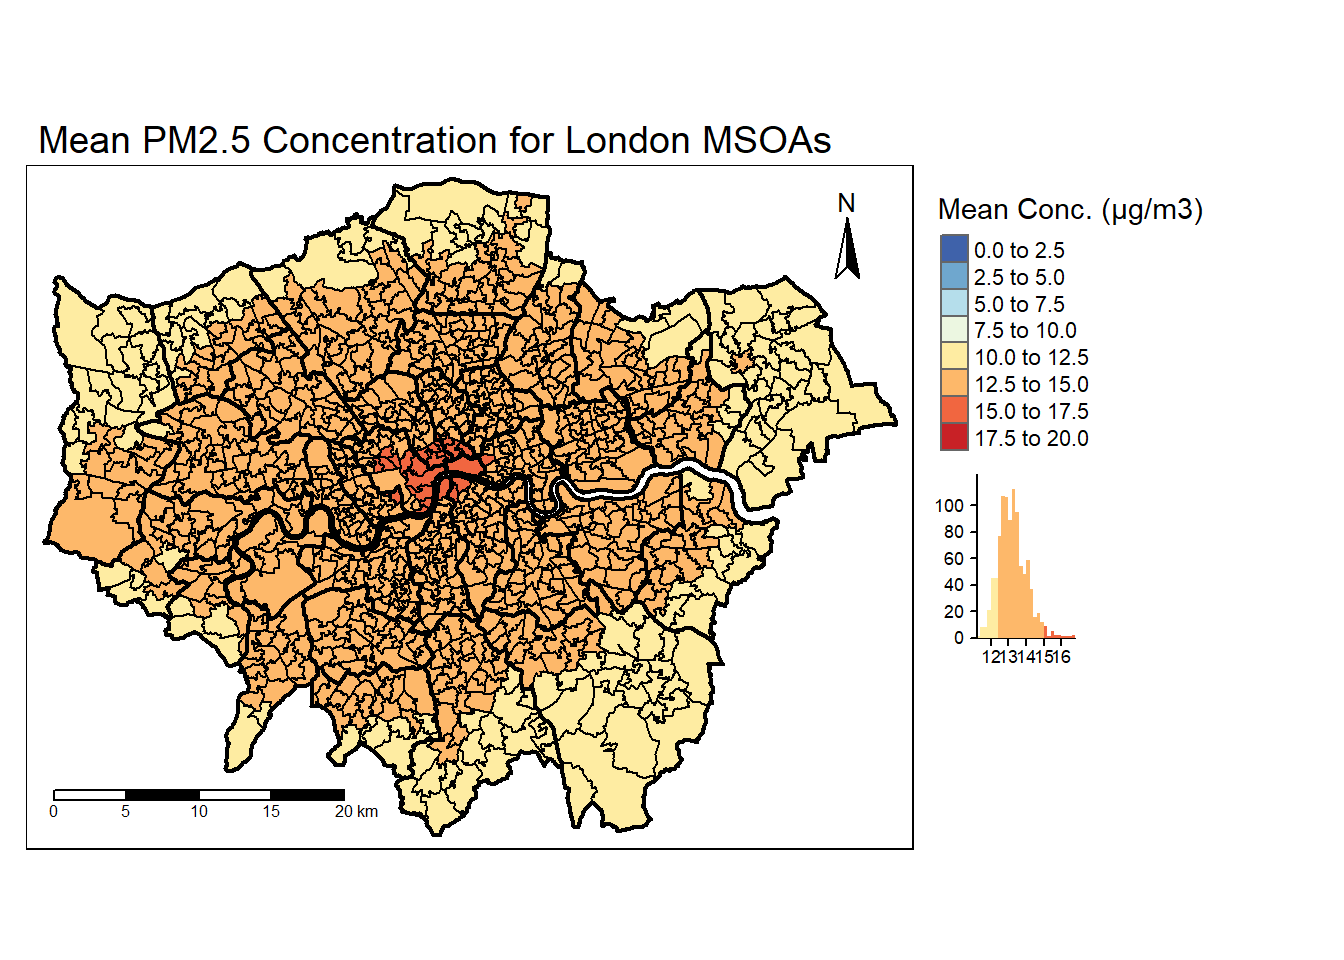 Mean PM2.5 Concentration for London MSOAs
N
Mean Conc. (µg/m3)
0.0 to 2.5
2.5 to 5.0
5.0 to 7.5
7.5 to 10.0
10.0 to 12.5
12.5 to 15.0
15.0 to 17.5
17.5 to 20.0
100
80
60
40
20
0
12 13 14 15 16
0 5 10 15 20 km